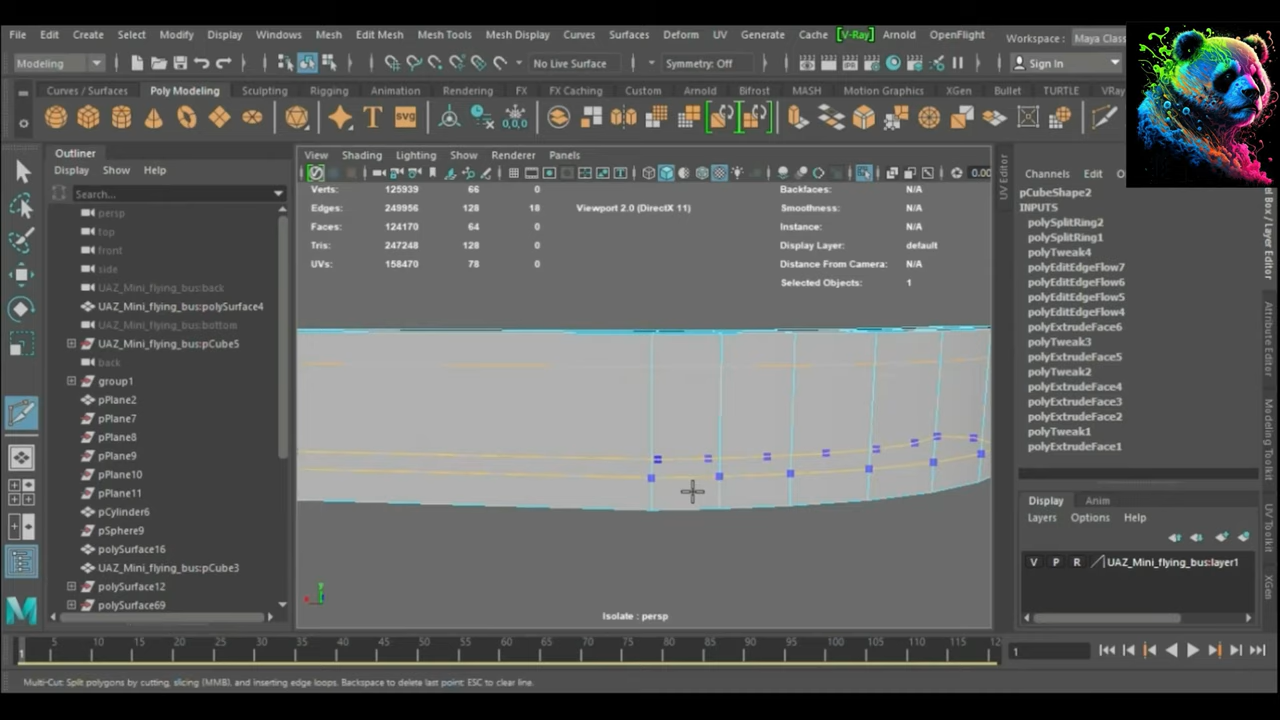 File Edit Create Select Modify Display Windows Mesh Edit Mesh Mesh Tools Mesh Display Curves Surfaces Deform UV Generate Cache [V-Ray] Arnold OpenFlight Workspace : Maya Class
Modeling No Live Surface Symmetry: Off Sign In
Curves / Surfaces Poly Modeling Sculpting Rigging Animation Rendering FX FX Caching Custom Arnold Bifrost MASH Motion Graphics XGen Bullet TURTLE VRay
SVG 0,0,0
Outliner
Display Show Help
Search...
persp
top
front
side
UAZ_Mini_flying_bus:back
UAZ_Mini_flying_bus:polySurface4
UAZ_Mini_flying_bus:bottom
UAZ_Mini_flying_bus:pCube5
back
group1
pPlane2
pPlane7
pPlane8
pPlane9
pPlane10
pPlane11
pCylinder6
pSphere9
polySurface16
UAZ_Mini_flying_bus:pCube3
polySurface12
polySurface69
View Shading Lighting Show Renderer Panels
0.00
Verts: 125939 66 0
Edges: 249956 128 18
Faces: 124170 64 0
Tris: 247248 128 0
UVs: 158470 78 0
Viewport 2.0 (DirectX 11)
Backfaces: N/A
Smoothness: N/A
Instance: N/A
Display Layer: default
Distance From Camera: N/A
Selected Objects: 1
Isolate : persp
UV Editor
Channels Edit
pCubeShape2
INPUTS
polySplitRing2
polySplitRing1
polyTweak4
polyEditEdgeFlow7
polyEditEdgeFlow6
polyEditEdgeFlow5
polyEditEdgeFlow4
polyExtrudeFace6
polyTweak3
polyExtrudeFace5
polyTweak2
polyExtrudeFace4
polyExtrudeFace3
polyExtrudeFace2
polyTweak1
polyExtrudeFace1
Display Anim
Layers Options Help
V P R UAZ_Mini_flying_bus:layer1
Box / Layer Editor
Attribute Editor
Modeling Toolkit
UV Toolkit
XGen
1 5 10 15 20 25 30 35 40 45 50 55 60 65 70 75 80 85 90 95 100 105 110 115 12
1
Multi-Cut: Split polygons by cutting, slicing (MMB), and inserting edge loops. Backspace to delete last point: ESC to clear line.